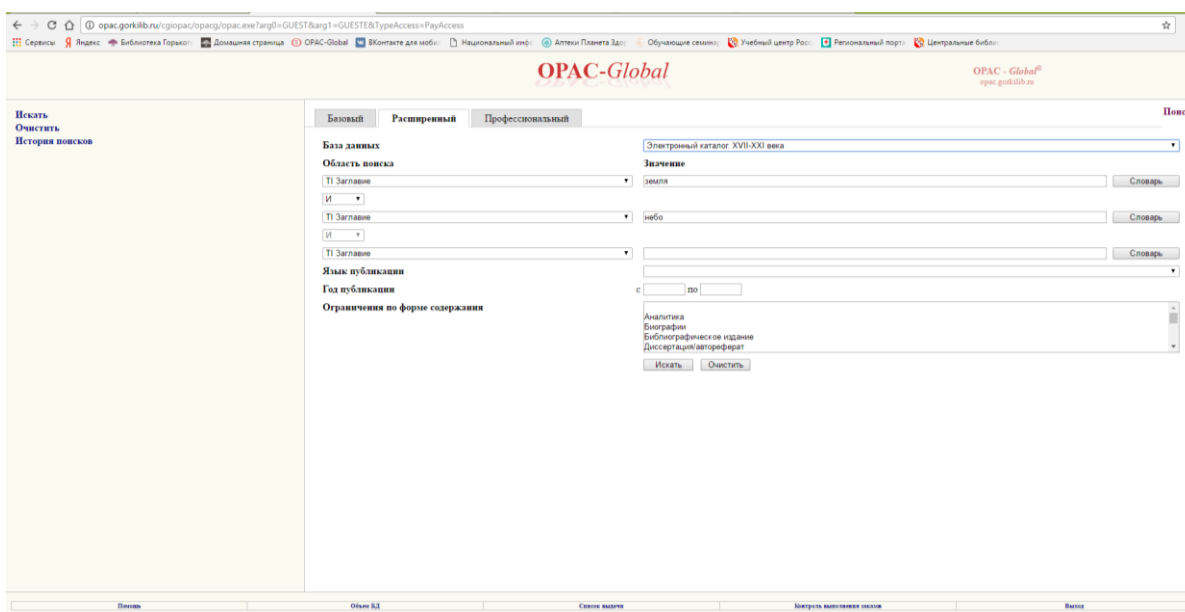 opac.gorkilib.ru/cgiopac/opacg/opac.exe?arg0=GUEST&arg1=GUESTE&TypeAccess=PayAccess
Сервисы Яндекс Библиотека Горьког Домашняя страница OPAC-Global ВКонтакте для моби Национальный инфо Аптеки Планета Здор Обучающие семинар Учебный центр Росс Региональный порта Центральные библио
OPAC-Global
OPAC - Global©
opac.gorkilib.ru
Искать
Очистить
История поисков
Базовый Расширенный Профессиональный
Поис
База данных Электронный каталог. XVII-XXI века
Область поиска Значение
TI Заглавие земля Словарь
И
TI Заглавие небо Словарь
И
TI Заглавие Словарь
Язык публикации
Год публикации с по
Ограничения по форме содержания
Аналитика
Биографии
Библиографическое издание
Диссертация/автореферат
Искать Очистить
Помощь Объем БД Список выдачи Контроль выполнения заказов Выход